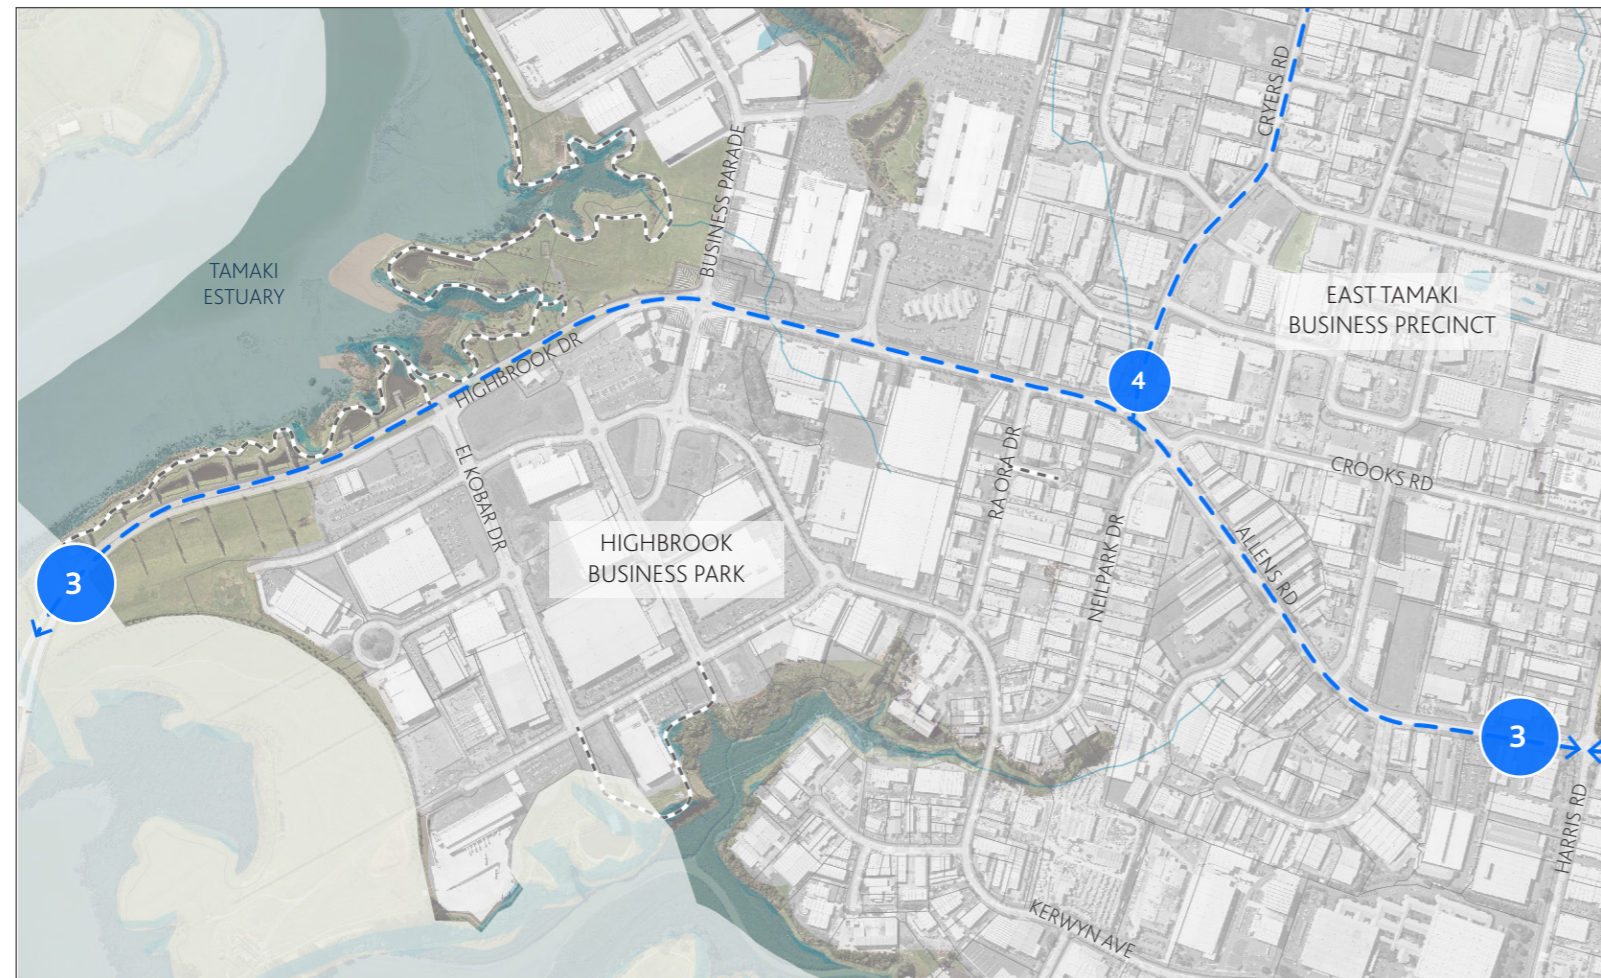 CRYERS RD
BUSINESS PARADE
TAMAKI
ESTUARY
EAST TAMAKI
BUSINESS PRECINCT
4
HIGHBROOK DR
EL KOBAR DR
RA ORA DR
CROOKS RD
HIGHBROOK
BUSINESS PARK
NEILPARK DR
ALLENS RD
3
3
HARRIS RD
KERWYN AVE